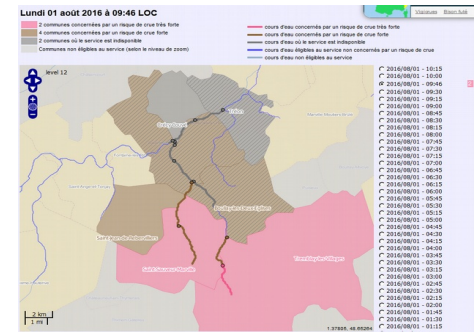 Lundi 01 août 2016 à 09:46 LOC
Vigicrues Risom fuité
2 communes concernées par un risque de crue très forte
4 communes concernées par un risque de crue forte
2 communes où le service est indisponible
Communes non éligibles au service (selon le niveau de zoom)
cours d'eau concernés par un risque de crue très forte
cours d'eau concernés par un risque de crue forte
cours d'eau où le service est indisponible
cours d'eau éligibles au service non concernés par un risque de crue
cours d'eau non éligibles au service
level 12
2016/08/01 - 10:15
2016/08/01 - 10:00
2016/08/01 - 09:46
2016/08/01 - 09:30
2016/08/01 - 09:15
2016/08/01 - 09:00
2016/08/01 - 08:45
2016/08/01 - 08:30
2016/08/01 - 08:15
2016/08/01 - 08:00
2016/08/01 - 07:45
2016/08/01 - 07:30
2016/08/01 - 07:15
2016/08/01 - 07:00
2016/08/01 - 06:45
2016/08/01 - 06:30
2016/08/01 - 06:15
2016/08/01 - 06:00
2016/08/01 - 05:45
2016/08/01 - 05:30
2016/08/01 - 05:15
2016/08/01 - 05:00
2016/08/01 - 04:45
2016/08/01 - 04:30
2016/08/01 - 04:15
2016/08/01 - 04:00
2016/08/01 - 03:45
2016/08/01 - 03:30
2016/08/01 - 03:15
2016/08/01 - 03:00
2016/08/01 - 02:45
2016/08/01 - 02:30
2016/08/01 - 02:15
2016/08/01 - 02:00
2016/08/01 - 01:45
2016/08/01 - 01:30
2016/08/01 - 01:15
2 km
1 mi